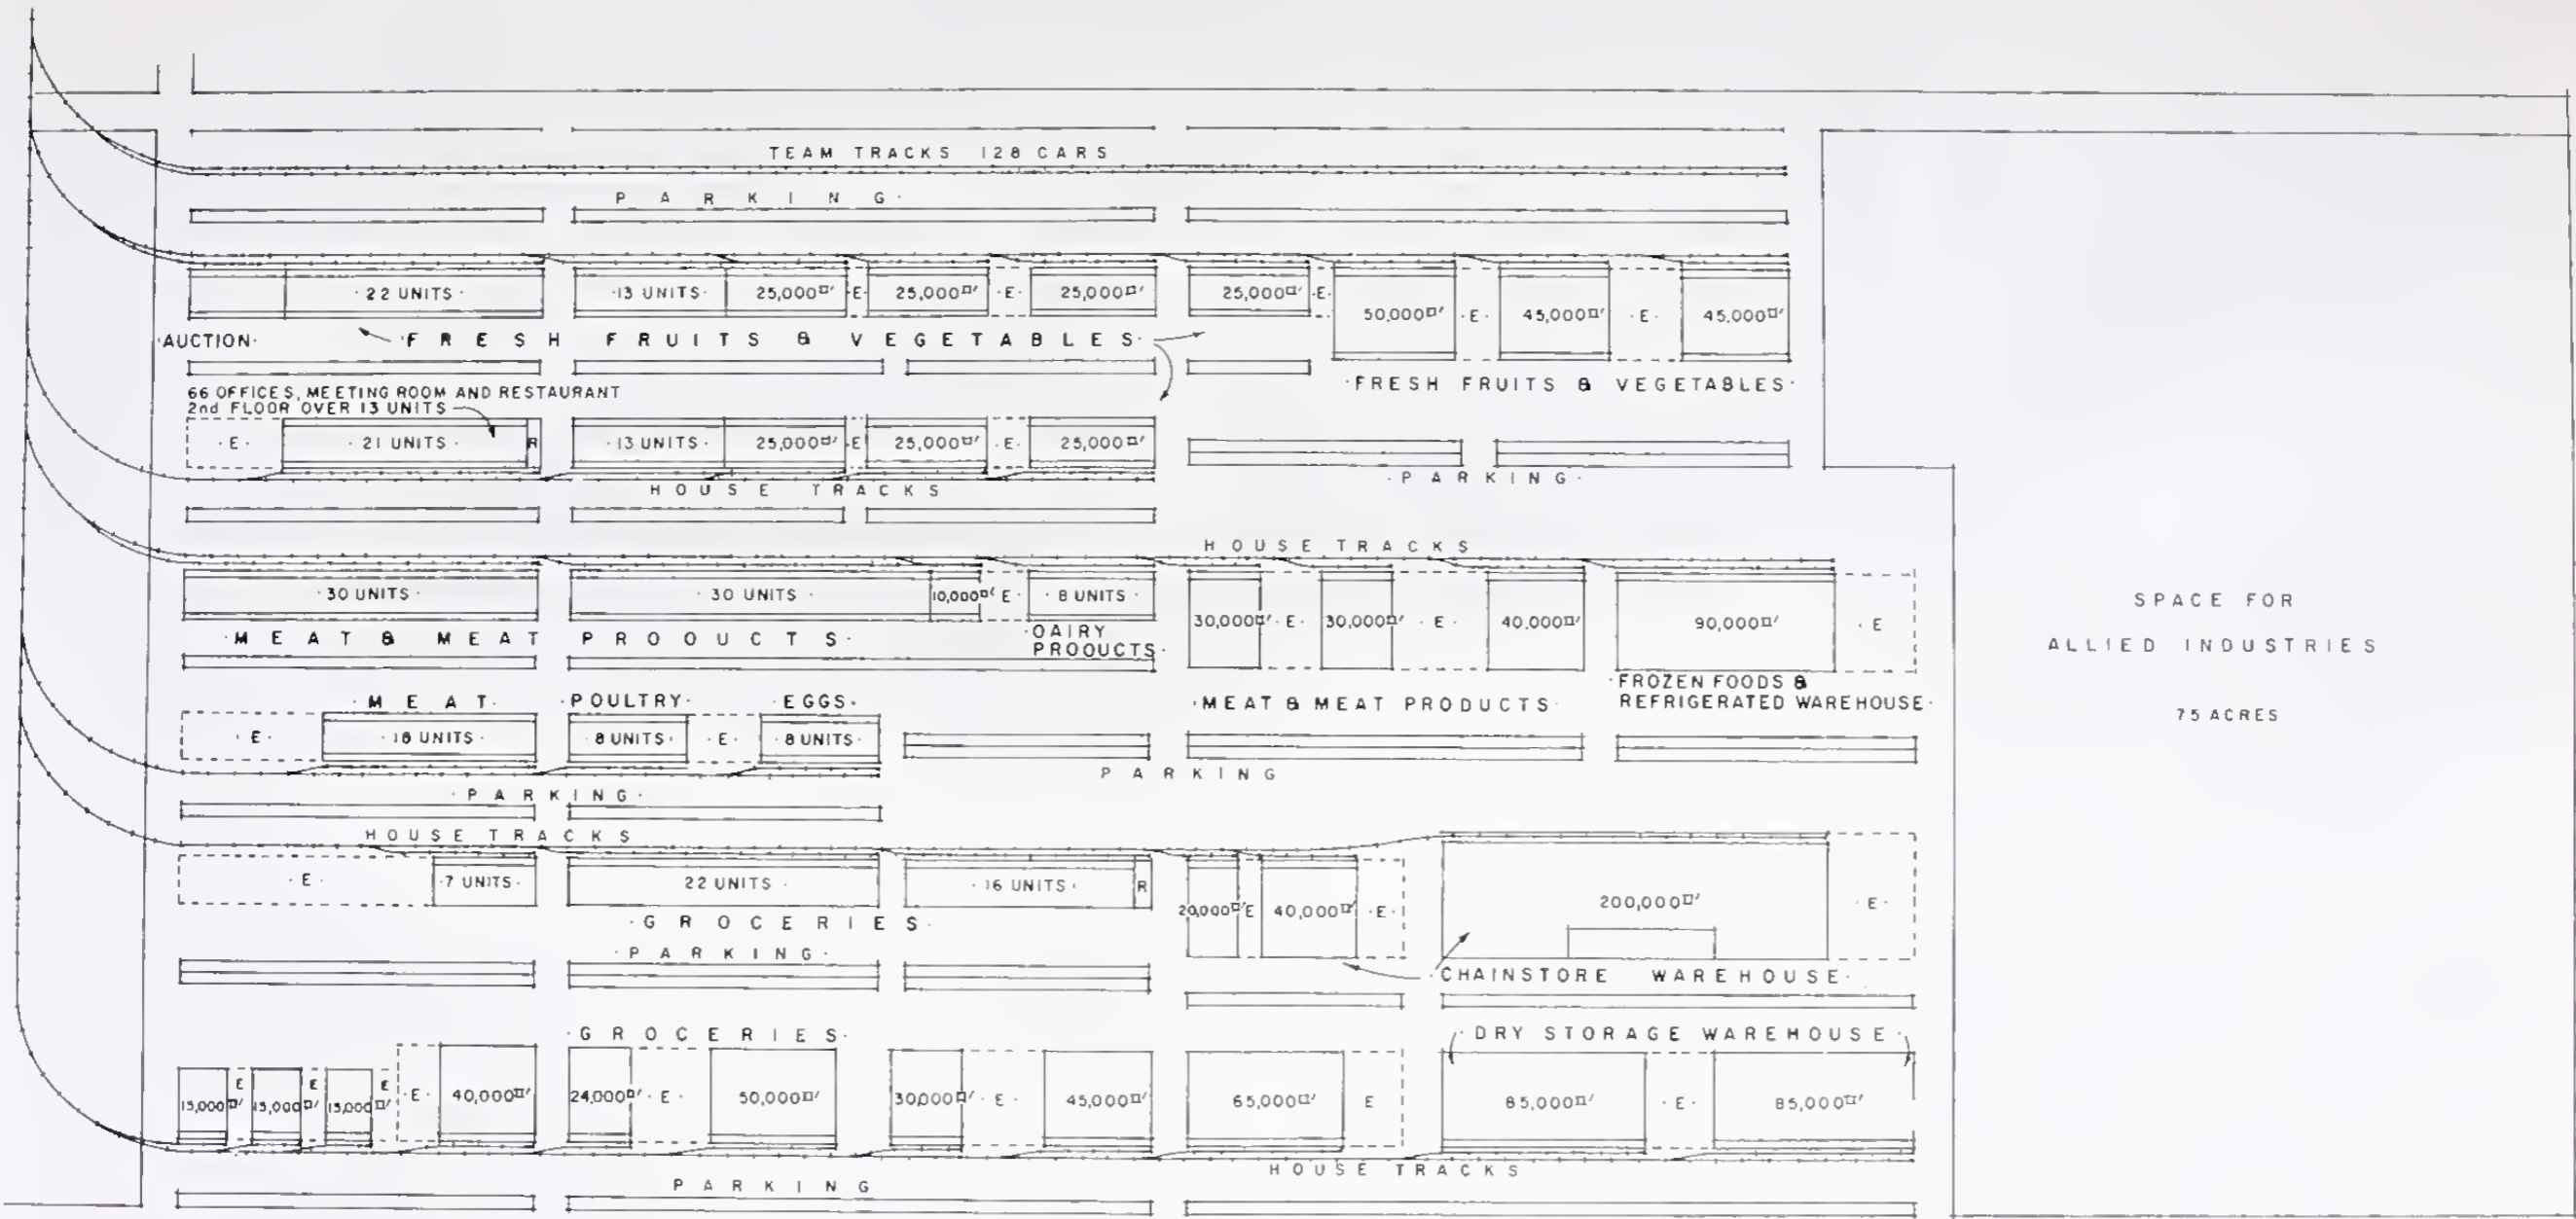 TEAM TRACKS 128 CARS
PARKING
· 22 UNITS ·
· 13 UNITS ·
25,000□'
· E ·
25,000□'
· E ·
25,000□'
25,000□'
· E ·
50,000□'
· E ·
45,000□'
· E ·
45,000□'
· AUCTION ·
· FRESH FRUITS & VEGETABLES ·
· FRESH FRUITS & VEGETABLES ·
66 OFFICES, MEETING ROOM AND RESTAURANT
2nd FLOOR OVER 13 UNITS
· E ·
· 21 UNITS ·
R
· 13 UNITS ·
25,000□'
· E
25,000□'
· E ·
25,000□'
· PARKING ·
HOUSE TRACKS
HOUSE TRACKS
· 30 UNITS ·
· 30 UNITS ·
10,000□'
· E ·
· 8 UNITS ·
30,000□'
· E ·
30,000□'
· E ·
40,000□'
90,000□'
· E
· MEAT & MEAT PRODUCTS ·
· DAIRY
PRODUCTS ·
SPACE FOR
ALLIED INDUSTRIES
75 ACRES
· MEAT ·
· POULTRY ·
· EGGS ·
· MEAT & MEAT PRODUCTS ·
· FROZEN FOODS &
REFRIGERATED WAREHOUSE ·
· E ·
· 18 UNITS ·
· 8 UNITS ·
· E ·
· 8 UNITS ·
PARKING
· PARKING ·
HOUSE TRACKS
· E ·
· 7 UNITS ·
22 UNITS ·
· 16 UNITS ·
R
20,000□'
E
40,000□'
· E ·
200,000□'
· E ·
· GROCERIES ·
· PARKING ·
· CHAINSTORE WAREHOUSE ·
· GROCERIES ·
· DRY STORAGE WAREHOUSE ·
15,000□'
E
15,000□'
E
15,000□'
E
· E ·
40,000□'
24,000□'
· E ·
50,000□'
30,000□'
· E ·
45,000□'
65,000□'
E
85,000□'
· E ·
85,000□'
HOUSE TRACKS
PARKING